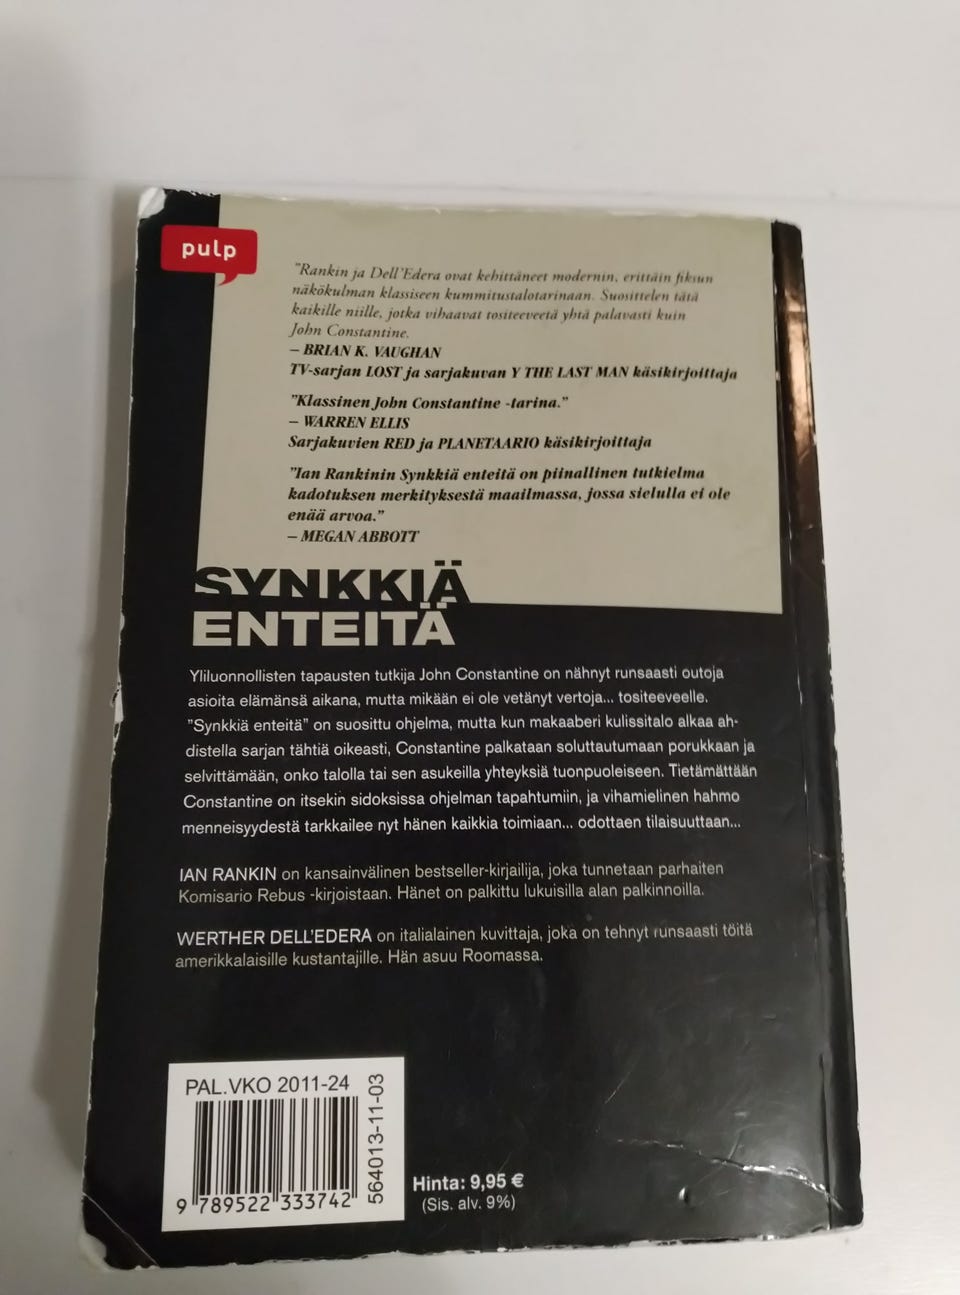 pulp
"Rankin ja Dell'Edera ovat kehittäneet modernin, erittäin fiksun
näkökulman klassiseen kummitustalotarinaan. Suosittelen tätä
kaikille niille, jotka vihaavat tositeeveetä yhtä palavasti kuin
John Constantine.
– BRIAN K. VAUGHAN
TV-sarjan LOST ja sarjakuvan Y THE LAST MAN käsikirjoittaja
"Klassinen John Constantine -tarina."
– WARREN ELLIS
Sarjakuvien RED ja PLANETAARIO käsikirjoittaja
"Ian Rankinin Synkkiä enteitä on piinallinen tutkielma
kadotuksen merkityksestä maailmassa, jossa sielulla ei ole
enää arvoa."
– MEGAN ABBOTT
SYNKKIÄ
ENTEITÄ
Yliluonnollisten tapausten tutkija John Constantine on nähnyt runsaasti outoja
asioita elämänsä aikana, mutta mikään ei ole vetänyt vertoja... tositeeveelle.
"Synkkiä enteitä" on suosittu ohjelma, mutta kun makaaberi kulissitalo alkaa ah-
distella sarjan tähtiä oikeasti, Constantine palkataan soluttautumaan porukkaan ja
selvittämään, onko talolla tai sen asukeilla yhteyksiä tuonpuoleiseen. Tietämättään
Constantine on itsekin sidoksissa ohjelman tapahtumiin, ja vihamielinen hahmo
menneisyydestä tarkkailee nyt hänen kaikkia toimiaan... odottaen tilaisuuttaan...
IAN RANKIN on kansainvälinen bestseller-kirjailija, joka tunnetaan parhaiten
Komisario Rebus -kirjoistaan. Hänet on palkittu lukuisilla alan palkinnoilla.
WERTHER DELL'EDERA on italialainen kuvittaja, joka on tehnyt runsaasti töitä
amerikkalaisille kustantajille. Hän asuu Roomassa.
PAL.VKO 2011-24
564013-11-03
9 789522 333742
Hinta: 9,95 €
(Sis. alv. 9%)